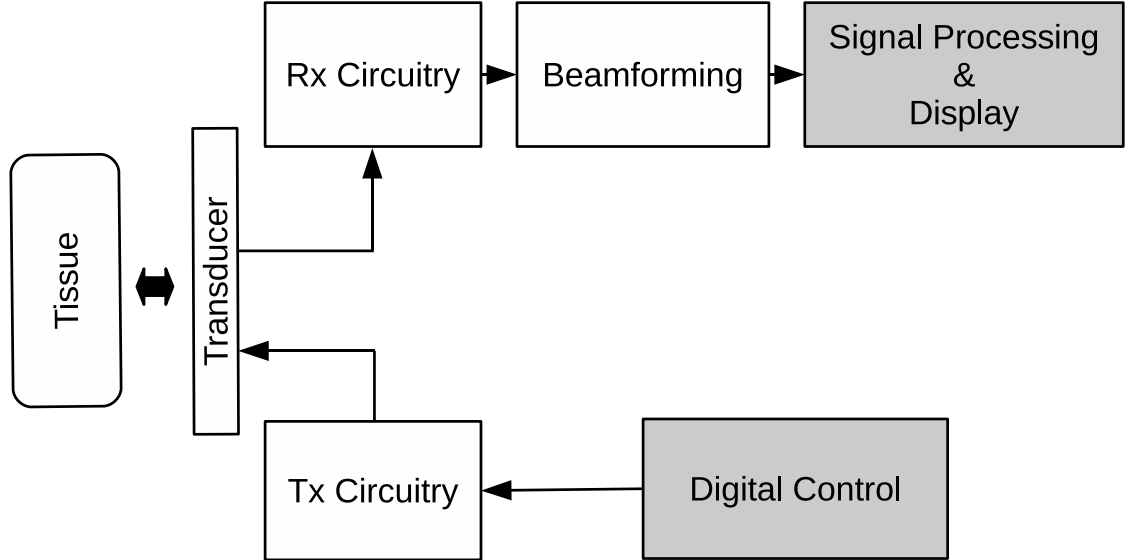 Rx Circuitry
Beamforming
Signal Processing
&
Display
Tissue
Transducer
Tx Circuitry
Digital Control